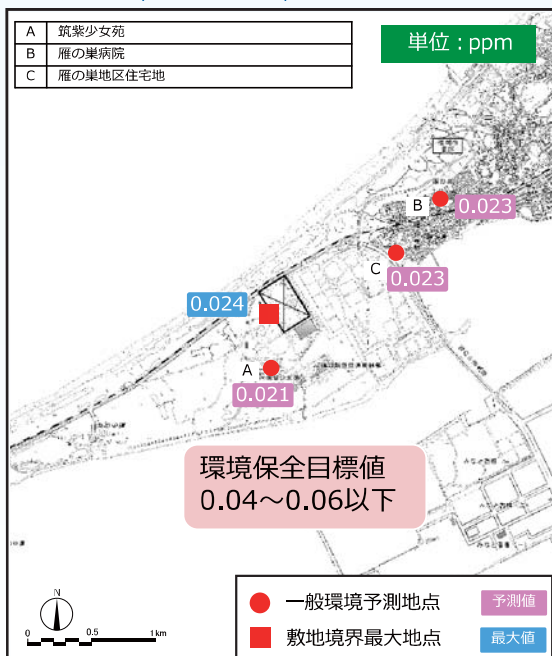 A 筑紫少女苑
B 雁の巣病院
C 雁の巣地区住宅地
単位：ppm
B
0.023
C
0.023
0.024
A
0.021
環境保全目標値
0.04～0.06以下
N
0 0.5 1km
一般環境予測地点 予測値
敷地境界最大地点 最大値